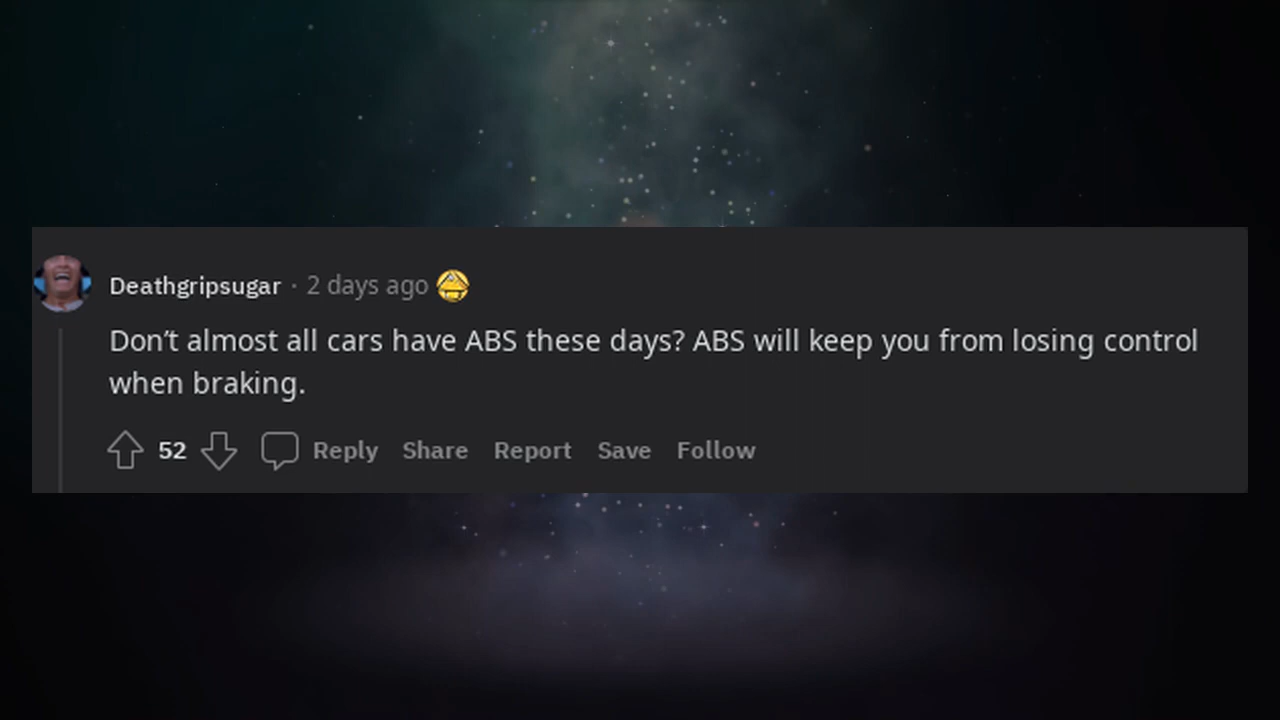 Deathgripsugar · 2 days ago
Don’t almost all cars have ABS these days? ABS will keep you from losing control
when braking.
52 Reply Share Report Save Follow